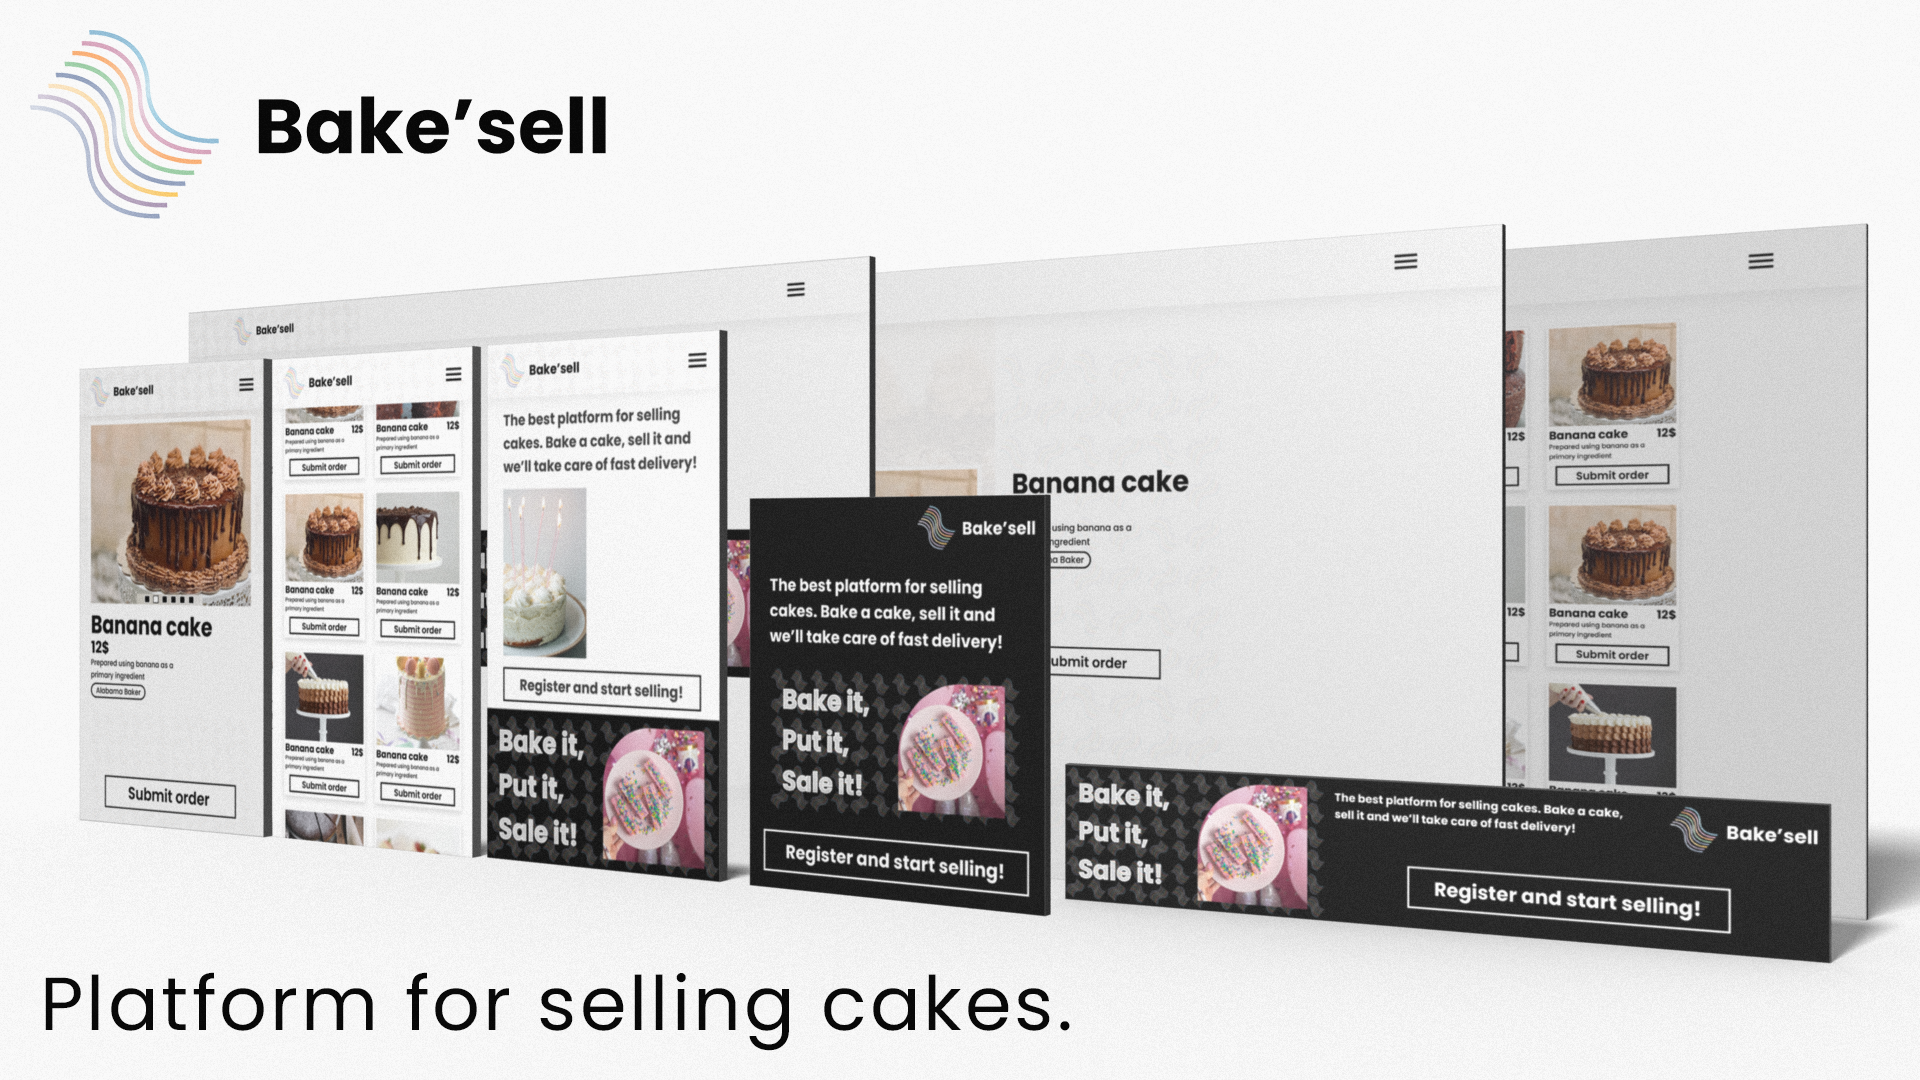 Bake’sell
Bake’sell
Bake’sell
Banana cake
12$
Prepared using banana as a
primary ingredient
Alabama Baker
Submit order
Bake’sell
Banana cake 12$
Prepared using banana as a
primary ingredient
Submit order
Banana cake 12$
Prepared using banana as a
primary ingredient
Submit order
Banana cake 12$
Prepared using banana as a
primary ingredient
Submit order
Banana cake 12$
Prepared using banana as a
primary ingredient
Submit order
Banana cake 12$
Prepared using banana as a
primary ingredient
Submit order
Banana cake 12$
Prepared using banana as a
primary ingredient
Submit order
Bake’sell
The best platform for selling
cakes. Bake a cake, sell it and
we’ll take care of fast delivery!
Register and start selling!
Bake it,
Put it,
Sale it!
Bake’sell
The best platform for selling
cakes. Bake a cake, sell it and
we’ll take care of fast delivery!
Bake it,
Put it,
Sale it!
Register and start selling!
Banana cake
using banana as a
ngredient
a Baker
ubmit order
12$
Banana cake 12$
Prepared using banana as a
primary ingredient
Submit order
12$
Banana cake 12$
Prepared using banana as a
primary ingredient
Submit order
Bake it,
Put it,
Sale it!
The best platform for selling cakes. Bake a cake,
sell it and we’ll take care of fast delivery!
Bake’sell
Register and start selling!
Platform for selling cakes.